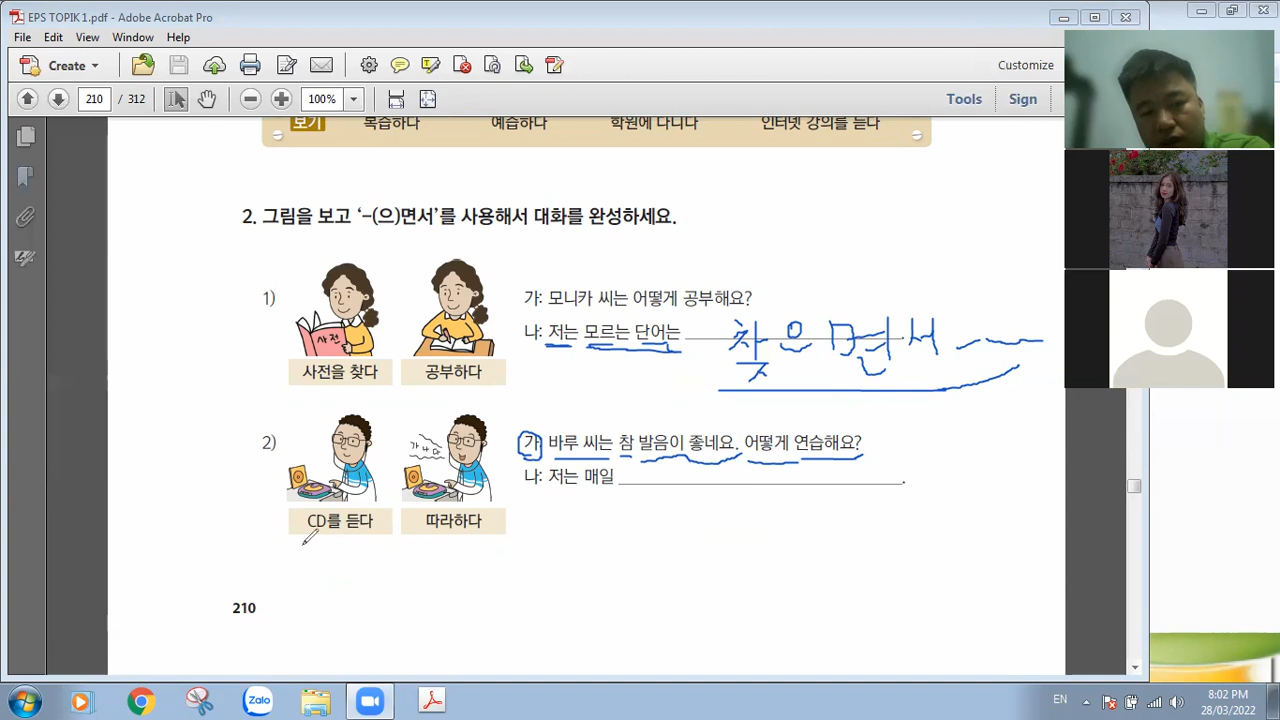 EPS TOPIK 1.pdf - Adobe Acrobat Pro
File Edit View Window Help
Create
Customize
210 / 312 100% Tools Sign
보기 복습하다 예습하다 학원에 다니다 인터넷 강의를 듣다
2. 그림을 보고 '-(으)면서'를 사용해서 대화를 완성하세요.
1)
사전
가: 모니카 씨는 어떻게 공부해요?
나: 저는 모르는 단어는 찾으면서
사전을 찾다 공부하다
2)
가 나 다
가: 바루 씨는 참 발음이 좋네요. 어떻게 연습해요?
나: 저는 매일
CD를 듣다 따라하다
210
Zalo
EN
8:02 PM
28/03/2022